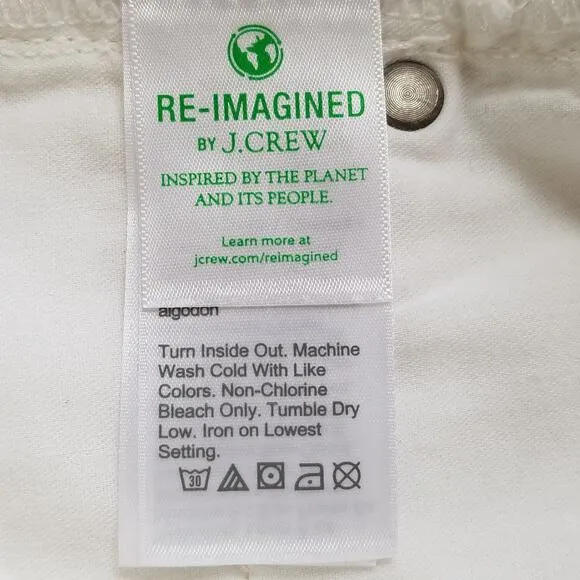 RE-IMAGINED
BY J.CREW
INSPIRED BY THE PLANET
AND ITS PEOPLE.
Learn more at
jcrew.com/reimagined
algodon
Turn Inside Out. Machine
Wash Cold With Like
Colors. Non-Chlorine
Bleach Only. Tumble Dry
Low. Iron on Lowest
Setting.
30